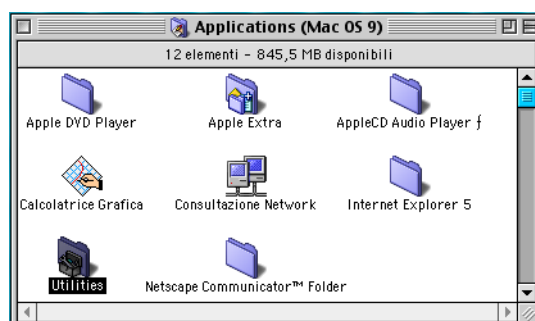 Applications (Mac OS 9)
12 elementi - 845,5 MB disponibili
Apple DVD Player
Apple Extra
AppleCD Audio Player ƒ
Calcolatrice Grafica
Consultazione Network
Internet Explorer 5
Utilities
Netscape Communicator™ Folder